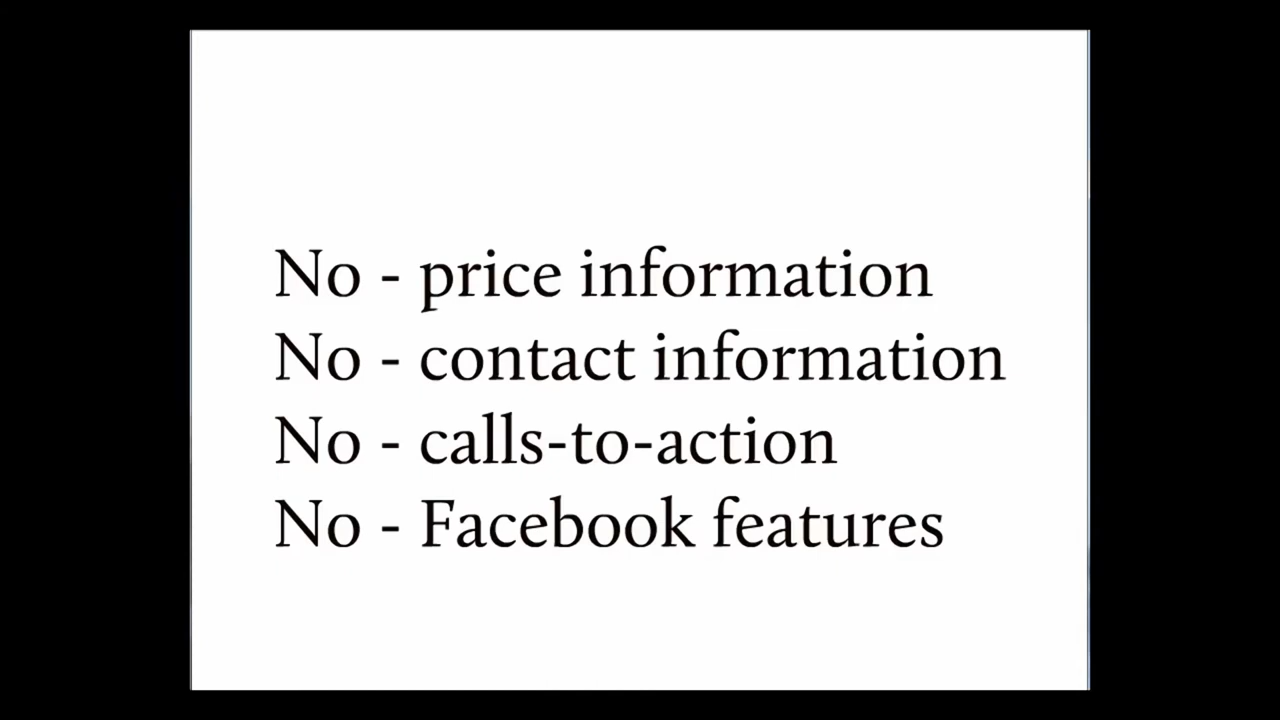 No - price information
No - contact information
No - calls-to-action
No - Facebook features